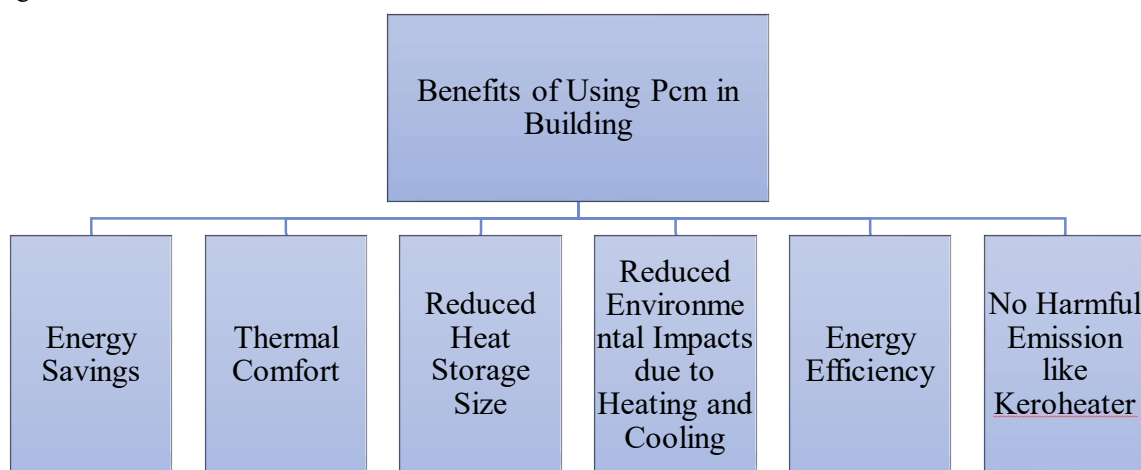 Benefits of Using Pcm in
Building
Energy
Savings
Thermal
Comfort
Reduced
Heat
Storage
Size
Reduced
Environme
ntal Impacts
due to
Heating and
Cooling
Energy
Efficiency
No Harmful
Emission
like
Keroheater